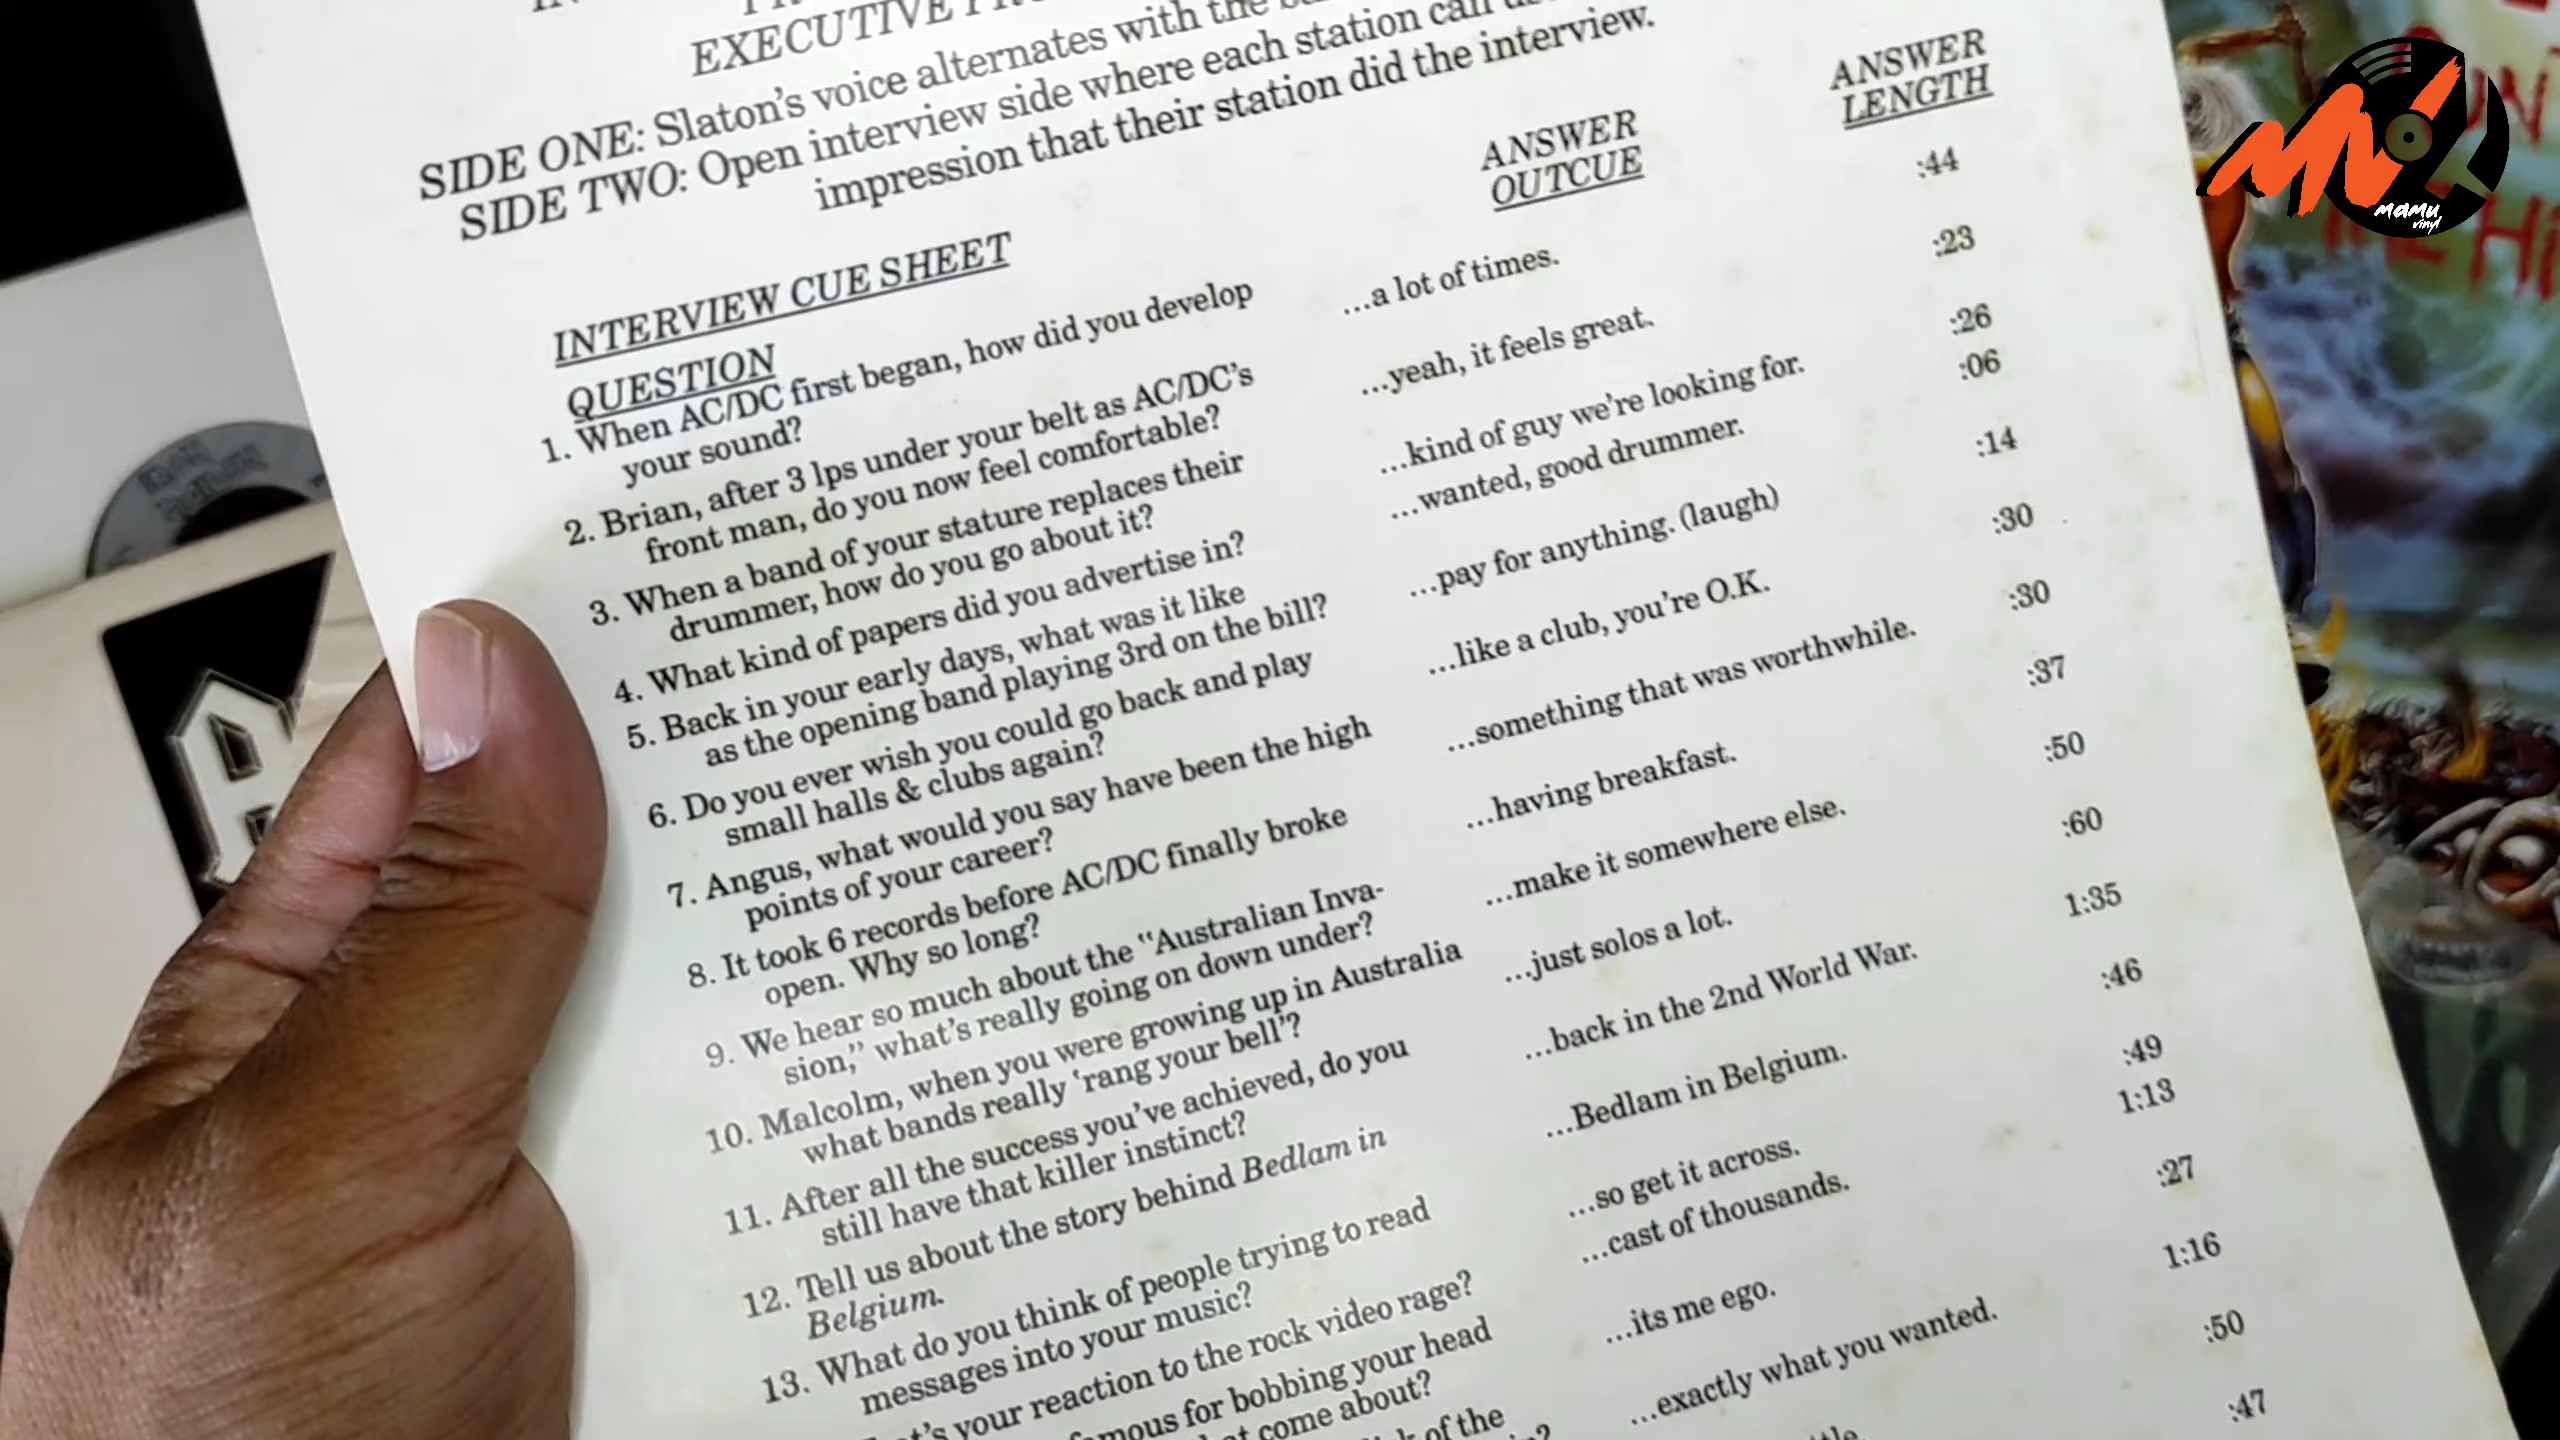 EXECUTIVE
SIDE ONE: Slaton's voice alternates with the
SIDE TWO: Open interview side where each station can
impression that their station did the interview.
INTERVIEW CUE SHEET
QUESTION
ANSWER
OUTCUE
ANSWER
LENGTH
1. When AC/DC first began, how did you develop
your sound?
...a lot of times.
:44
2. Brian, after 3 lps under your belt as AC/DC's
front man, do you now feel comfortable?
...yeah, it feels great.
:23
3. When a band of your stature replaces their
drummer, how do you go about it?
...kind of guy we're looking for.
:26
4. What kind of papers did you advertise in?
...wanted, good drummer.
:06
5. Back in your early days, what was it like
as the opening band playing 3rd on the bill?
...pay for anything. (laugh)
:14
6. Do you ever wish you could go back and play
small halls & clubs again?
...like a club, you're O.K.
:30
7. Angus, what would you say have been the high
points of your career?
...something that was worthwhile.
:30
8. It took 6 records before AC/DC finally broke
open. Why so long?
...having breakfast.
:37
9. We hear so much about the "Australian Inva-
sion," what's really going on down under?
...make it somewhere else.
:50
10. Malcolm, when you were growing up in Australia
what bands really 'rang your bell'?
...just solos a lot.
:60
11. After all the success you've achieved, do you
still have that killer instinct?
...back in the 2nd World War.
1:35
12. Tell us about the story behind Bedlam in
Belgium.
...Bedlam in Belgium.
:46
13. What do you think of people trying to read
messages into your music?
...so get it across.
:49
your reaction to the rock video rage?
...cast of thousands.
1:13
for bobbing your head
come about?
...its me ego.
:27
of the
...exactly what you wanted.
1:16
:50
:47
mamu
vinyl